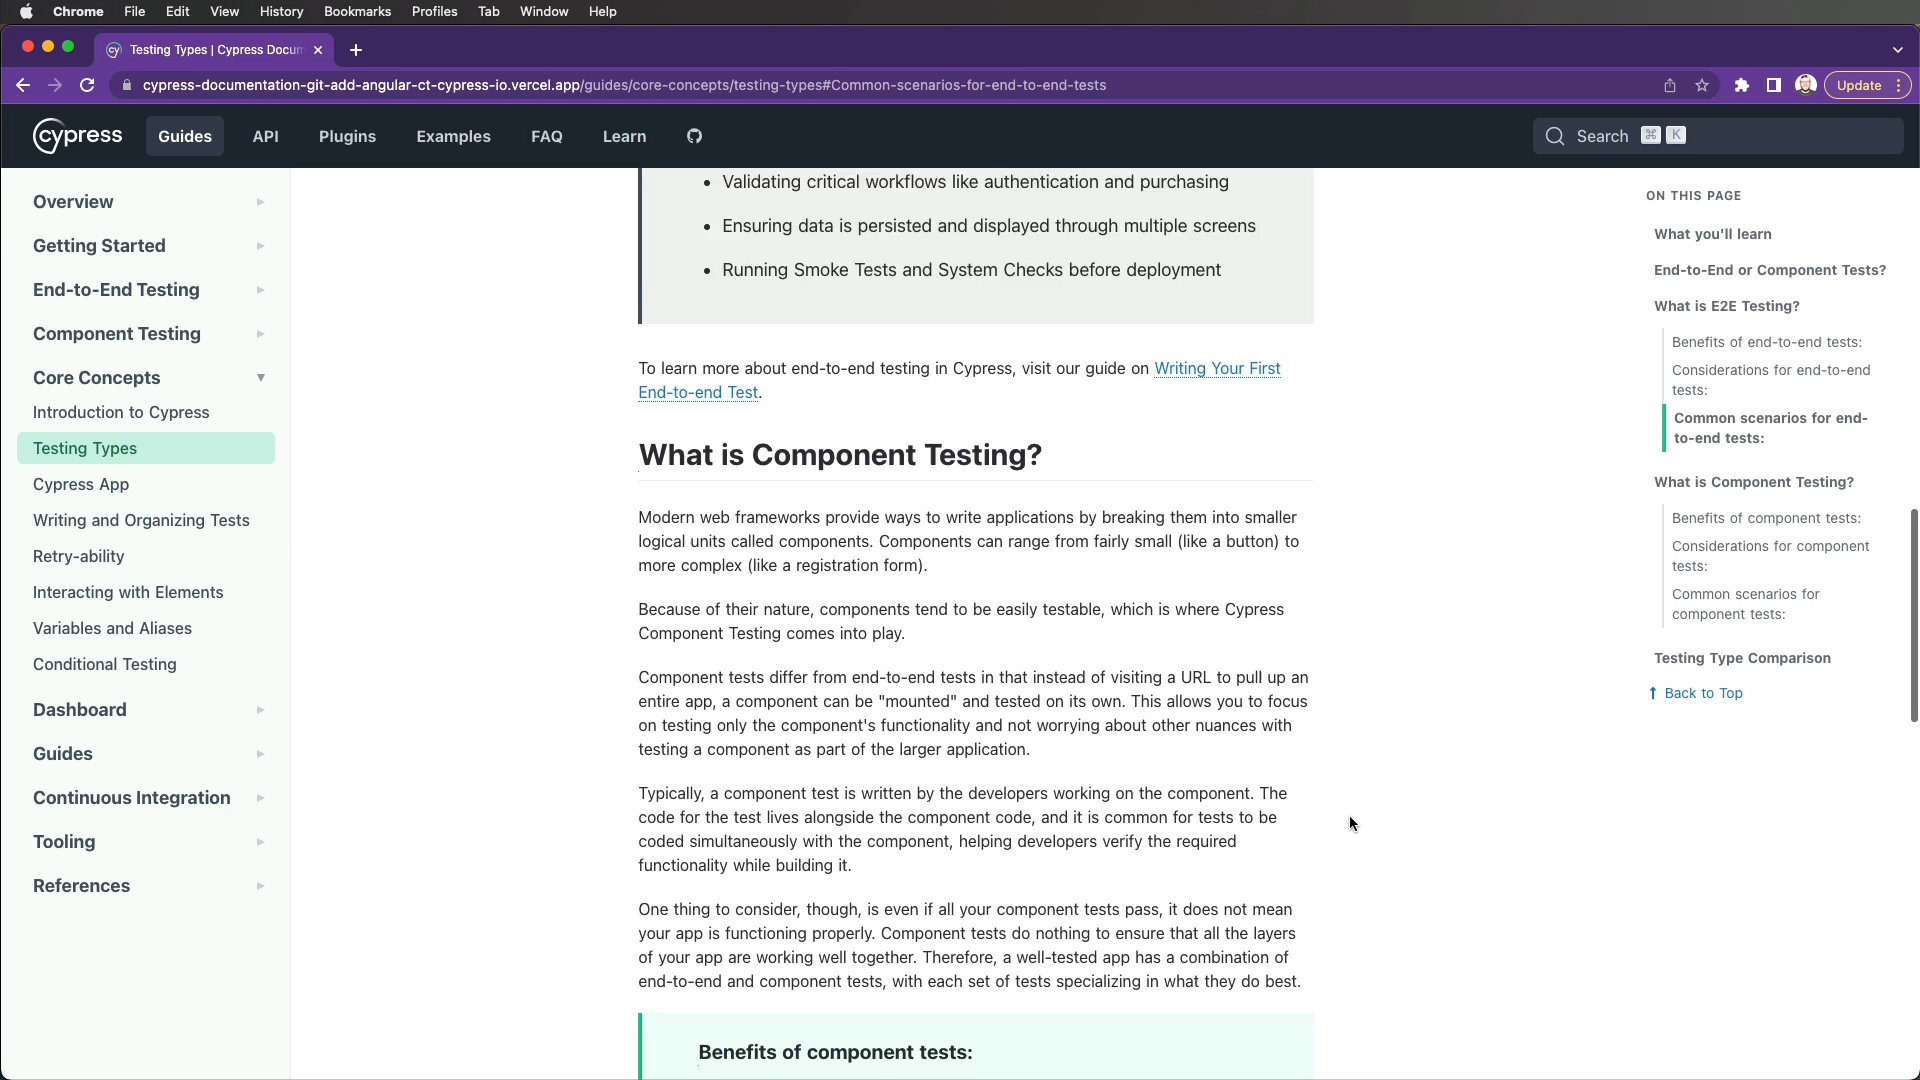 Chrome File Edit View History Bookmarks Profiles Tab Window Help
cy Testing Types | Cypress Docum
cypress-documentation-git-add-angular-ct-cypress-io.vercel.app/guides/core-concepts/testing-types#Common-scenarios-for-end-to-end-tests
Update
cypress Guides API Plugins Examples FAQ Learn
Search ⌘ K
Overview
Getting Started
End-to-End Testing
Component Testing
Core Concepts
Introduction to Cypress
Testing Types
Cypress App
Writing and Organizing Tests
Retry-ability
Interacting with Elements
Variables and Aliases
Conditional Testing
Dashboard
Guides
Continuous Integration
Tooling
References
• Validating critical workflows like authentication and purchasing
• Ensuring data is persisted and displayed through multiple screens
• Running Smoke Tests and System Checks before deployment
To learn more about end-to-end testing in Cypress, visit our guide on Writing Your First
End-to-end Test.
What is Component Testing?
Modern web frameworks provide ways to write applications by breaking them into smaller
logical units called components. Components can range from fairly small (like a button) to
more complex (like a registration form).
Because of their nature, components tend to be easily testable, which is where Cypress
Component Testing comes into play.
Component tests differ from end-to-end tests in that instead of visiting a URL to pull up an
entire app, a component can be "mounted" and tested on its own. This allows you to focus
on testing only the component's functionality and not worrying about other nuances with
testing a component as part of the larger application.
Typically, a component test is written by the developers working on the component. The
code for the test lives alongside the component code, and it is common for tests to be
coded simultaneously with the component, helping developers verify the required
functionality while building it.
One thing to consider, though, is even if all your component tests pass, it does not mean
your app is functioning properly. Component tests do nothing to ensure that all the layers
of your app are working well together. Therefore, a well-tested app has a combination of
end-to-end and component tests, with each set of tests specializing in what they do best.
Benefits of component tests:
ON THIS PAGE
What you'll learn
End-to-End or Component Tests?
What is E2E Testing?
Benefits of end-to-end tests:
Considerations for end-to-end
tests:
Common scenarios for end-
to-end tests:
What is Component Testing?
Benefits of component tests:
Considerations for component
tests:
Common scenarios for
component tests:
Testing Type Comparison
↑ Back to Top